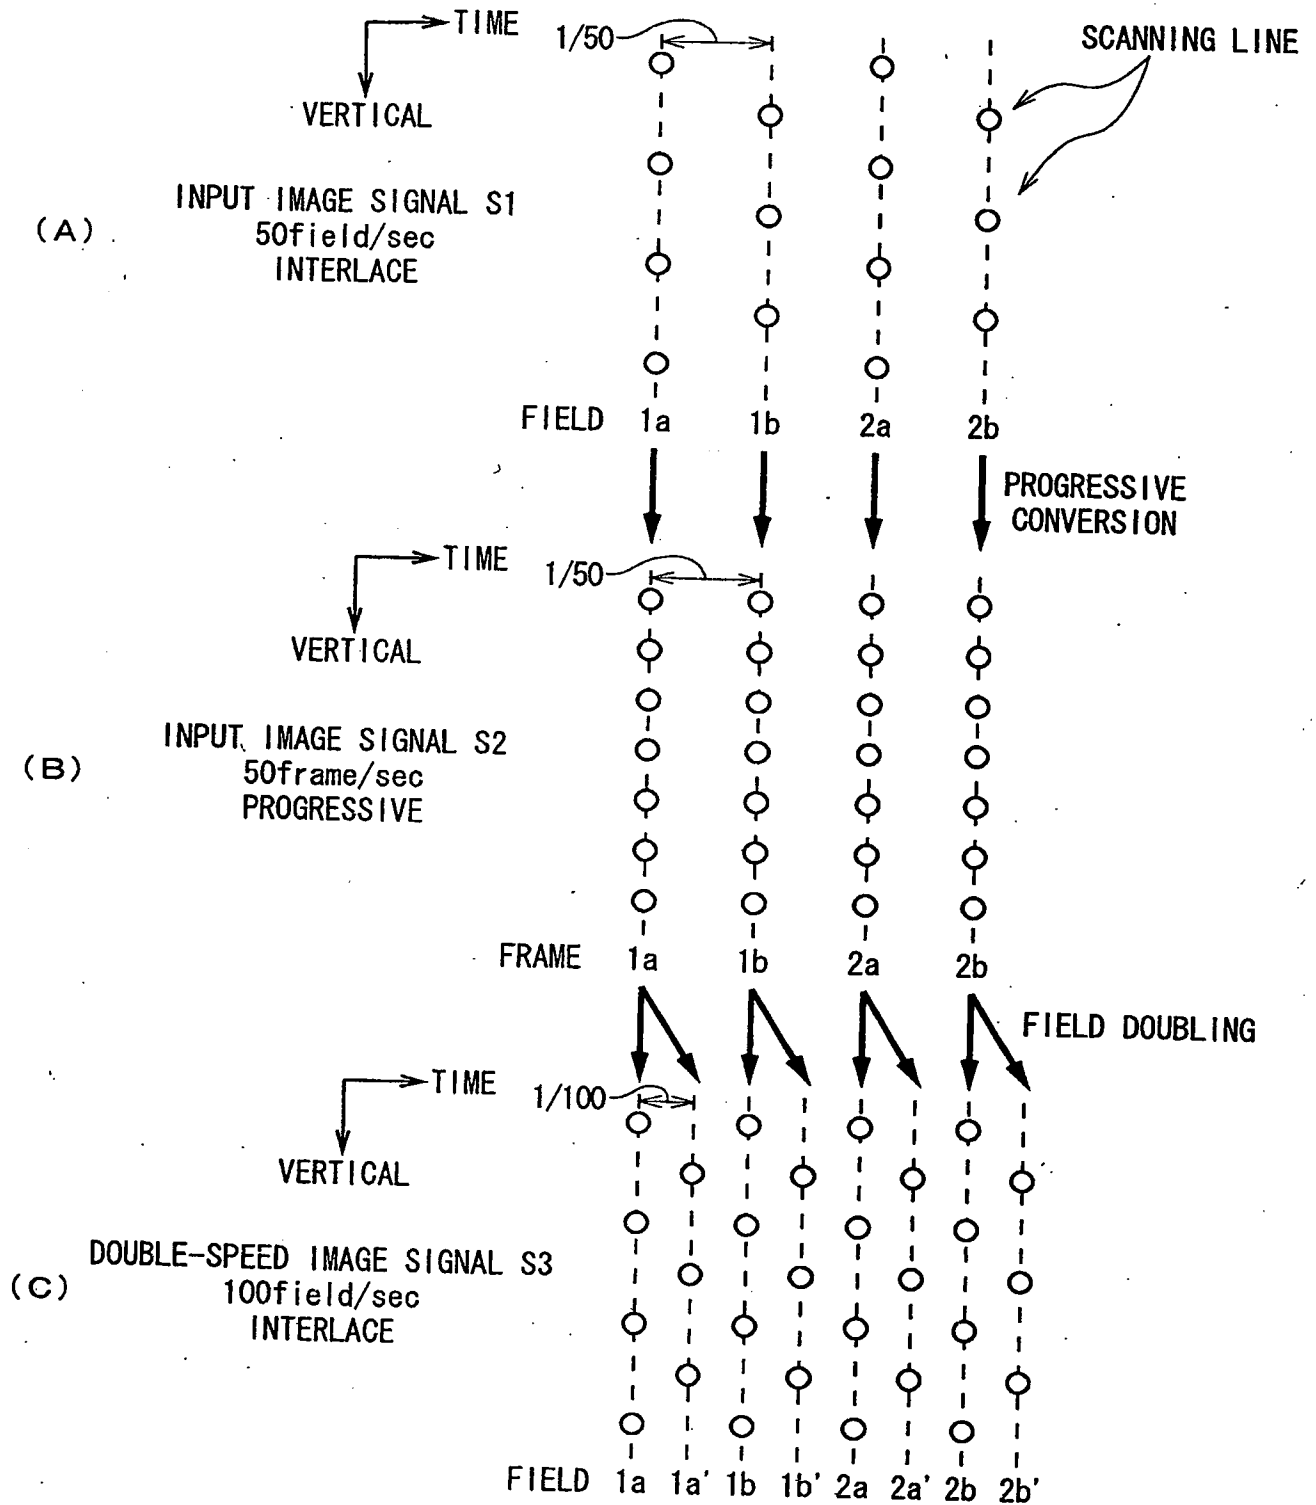 TIME
1/50
SCANNING LINE
VERTICAL
(A)
INPUT IMAGE SIGNAL S1
50field/sec
INTERLACE
FIELD 1a 1b 2a 2b
PROGRESSIVE
CONVERSION
TIME
1/50
VERTICAL
(B)
INPUT IMAGE SIGNAL S2
50frame/sec
PROGRESSIVE
FRAME 1a 1b 2a 2b
FIELD DOUBLING
TIME
1/100
VERTICAL
(C)
DOUBLE-SPEED IMAGE SIGNAL S3
100field/sec
INTERLACE
FIELD 1a 1a' 1b 1b' 2a 2a' 2b 2b'